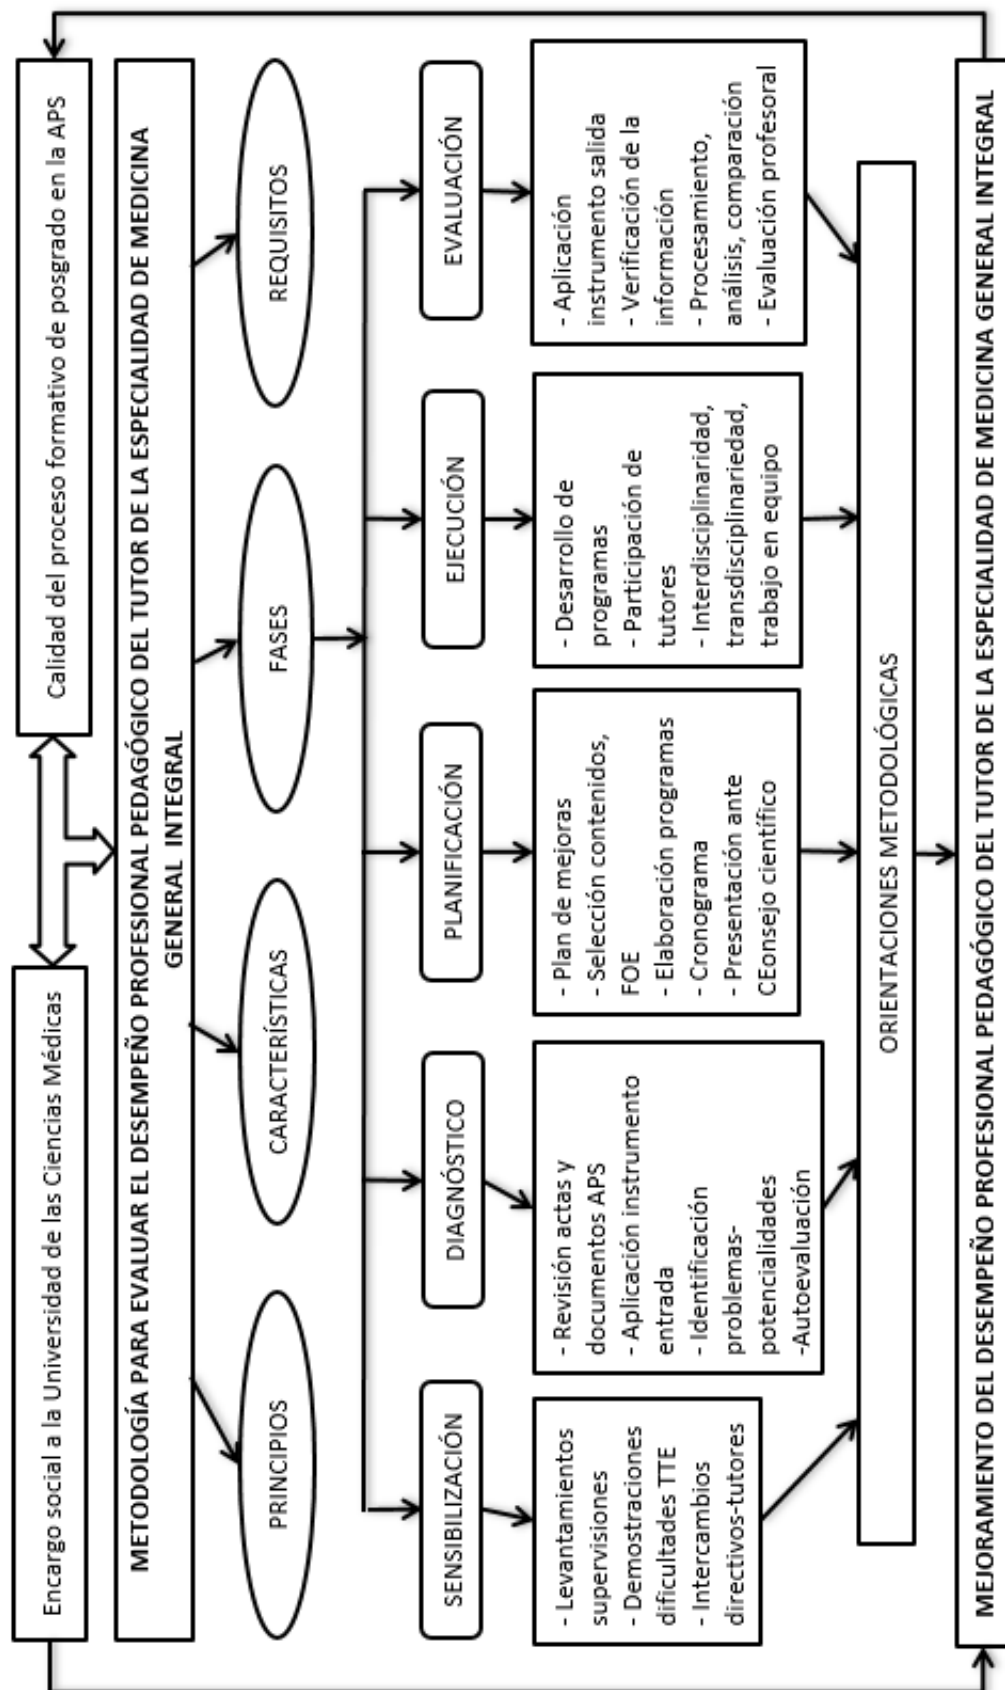 Encargo social a la Universidad de las Ciencias Médicas
Calidad del proceso formativo de posgrado en la APS
METODOLOGÍA PARA EVALUAR EL DESEMPEÑO PROFESIONAL PEDAGÓGICO DEL TUTOR DE LA ESPECIALIDAD DE MEDICINA
GENERAL INTEGRAL
PRINCIPIOS
CARACTERÍSTICAS
FASES
REQUISITOS
SENSIBILIZACIÓN
DIAGNÓSTICO
PLANIFICACIÓN
EJECUCIÓN
EVALUACIÓN
- Levantamientos
supervisiones
- Demostraciones
dificultades TTE
- Intercambios
directivos-tutores
- Revisión actas y
documentos APS
- Aplicación instrumento
entrada
- Identificación
problemas-
potencialidades
-Autoevaluación
- Plan de mejoras
- Selección contenidos,
FOE
- Elaboración programas
- Cronograma
- Presentación ante
CEonsejo científico
- Desarrollo de
programas
- Participación de
tutores
- Interdisciplinaridad,
transdisciplinariedad,
trabajo en equipo
- Aplicación
instrumento salida
- Verificación de la
información
- Procesamiento,
análisis, comparación
- Evaluación profesoral
ORIENTACIONES METODOLÓGICAS
MEJORAMIENTO DEL DESEMPEÑO PROFESIONAL PEDAGÓGICO DEL TUTOR DE LA ESPECIALIDAD DE MEDICINA GENERAL INTEGRAL